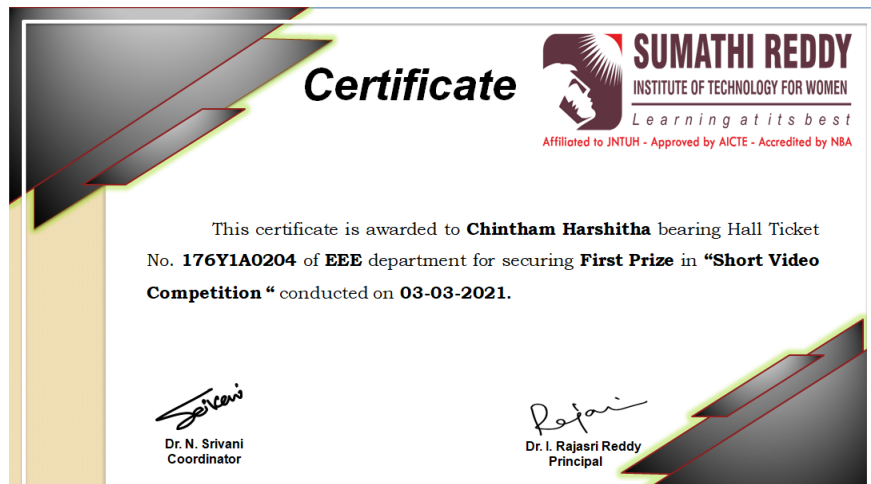 Certificate
SUMATHI REDDY
INSTITUTE OF TECHNOLOGY FOR WOMEN
Learning at its best
Affiliated to JNTUH - Approved by AICTE - Accredited by NBA
This certificate is awarded to Chintham Harshitha bearing Hall Ticket
No. 176Y1A0204 of EEE department for securing First Prize in “Short Video
Competition “ conducted on 03-03-2021.
Srivani
Rajasri
Dr. N. Srivani
Coordinator
Dr. I. Rajasri Reddy
Principal